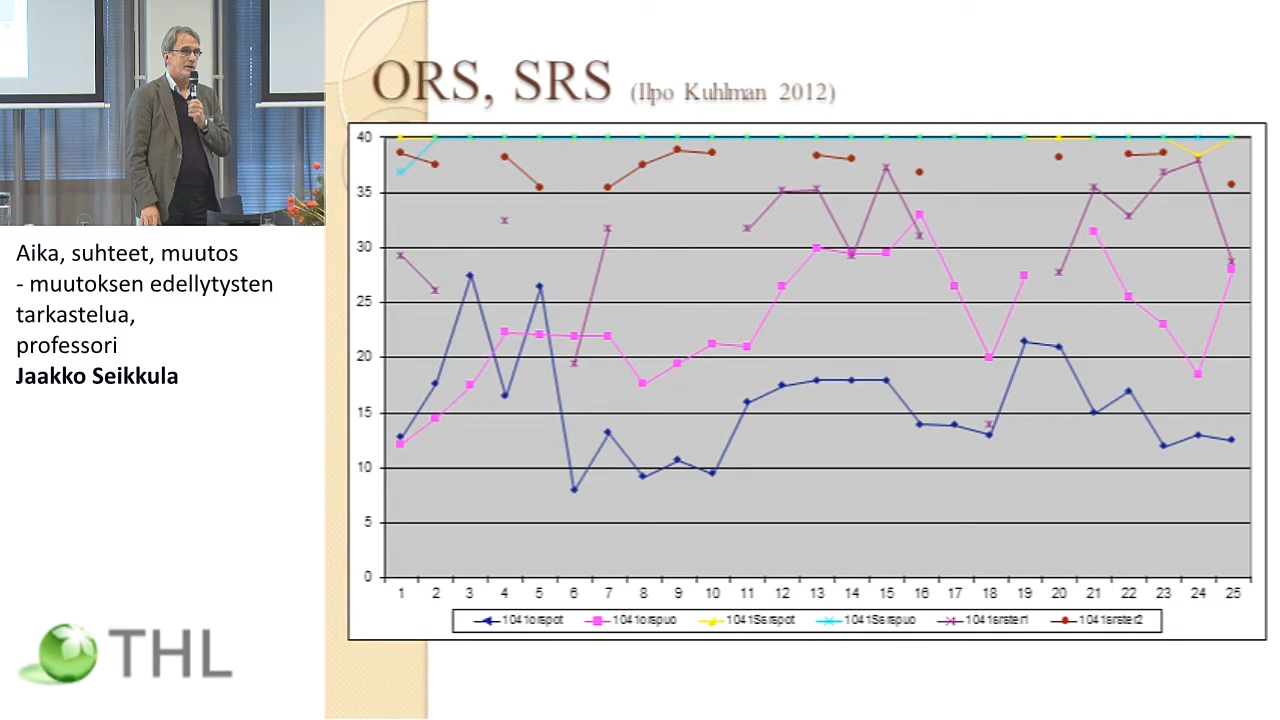 ORS, SRS (Ilpo Kuhlman 2012)
Aika, suhteet, muutos
- muutoksen edellytysten
tarkastelua,
professori
Jaakko Seikkula
THL
40
35
30
25
20
15
10
5
0
1 2 3 4 5 6 7 8 9 10 11 12 13 14 15 16 17 18 19 20 21 22 23 24 25
1041orspot 1041orspuo 1041Ssrspot 1041Ssrspuo 1041srster1 1041srster2